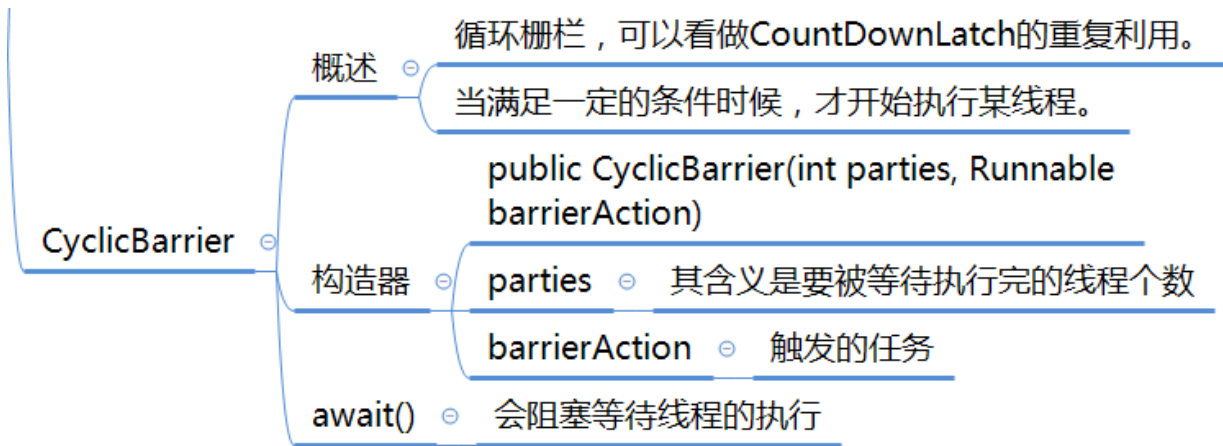 循环栅栏，可以看做CountDownLatch的重复利用。
概述
当满足一定的条件时候，才开始执行某线程。
public CyclicBarrier(int parties, Runnable
barrierAction)
CyclicBarrier
构造器
parties
其含义是要被等待执行完的线程个数
barrierAction
触发的任务
await()
会阻塞等待线程的执行